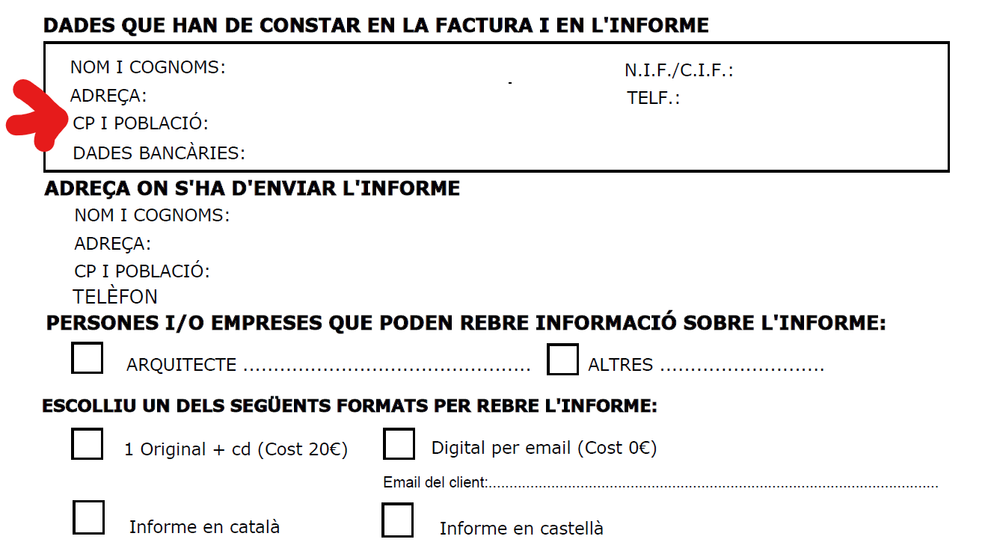 DADES QUE HAN DE CONSTAR EN LA FACTURA I EN L'INFORME
NOM I COGNOMS: N.I.F./C.I.F.:
ADREÇA: TELF.:
CP I POBLACIÓ:
DADES BANCÀRIES:
ADREÇA ON S'HA D'ENVIAR L'INFORME
NOM I COGNOMS:
ADREÇA:
CP I POBLACIÓ:
TELÈFON
PERSONES I/O EMPRESES QUE PODEN REBRE INFORMACIÓ SOBRE L'INFORME:
ARQUITECTE ............................................... ALTRES ...........................
ESCOLLIU UN DELS SEGÜENTS FORMATS PER REBRE L'INFORME:
1 Original + cd (Cost 20€) Digital per email (Cost 0€)
Email del client:............................................................................................................
Informe en català Informe en castellà